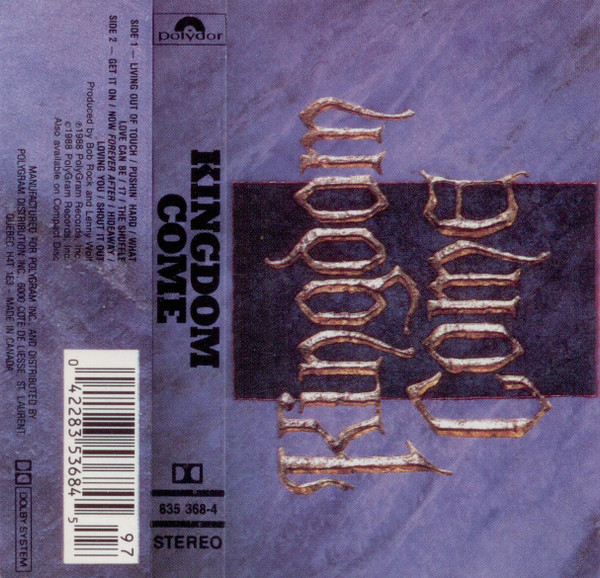 Kingdom
Come
polydor
KINGDOM
COME
835 368-4
STEREO
SIDE 1 — LIVING OUT OF TOUCH / PUSHIN' HARD / WHAT
LOVE CAN BE / 17 / THE SHUFFLE
SIDE 2 — GET IT ON / NOW FOREVER AFTER / HIDEAWAY /
LOVING YOU / SHOUT IT OUT
Produced by Bob Rock and Lenny Wolf
℗1988 PolyGram Records, Inc.
©1988 PolyGram Records, Inc.
Also available on Compact Disc
MANUFACTURED FOR POLYGRAM INC. AND DISTRIBUTED BY
POLYGRAM DISTRIBUTION INC. 6000 COTE DE LIESSE, ST. LAURENT,
QUEBEC H4T 1E3 - MADE IN CANADA
DOLBY SYSTEM
0 42283 53684 5
97